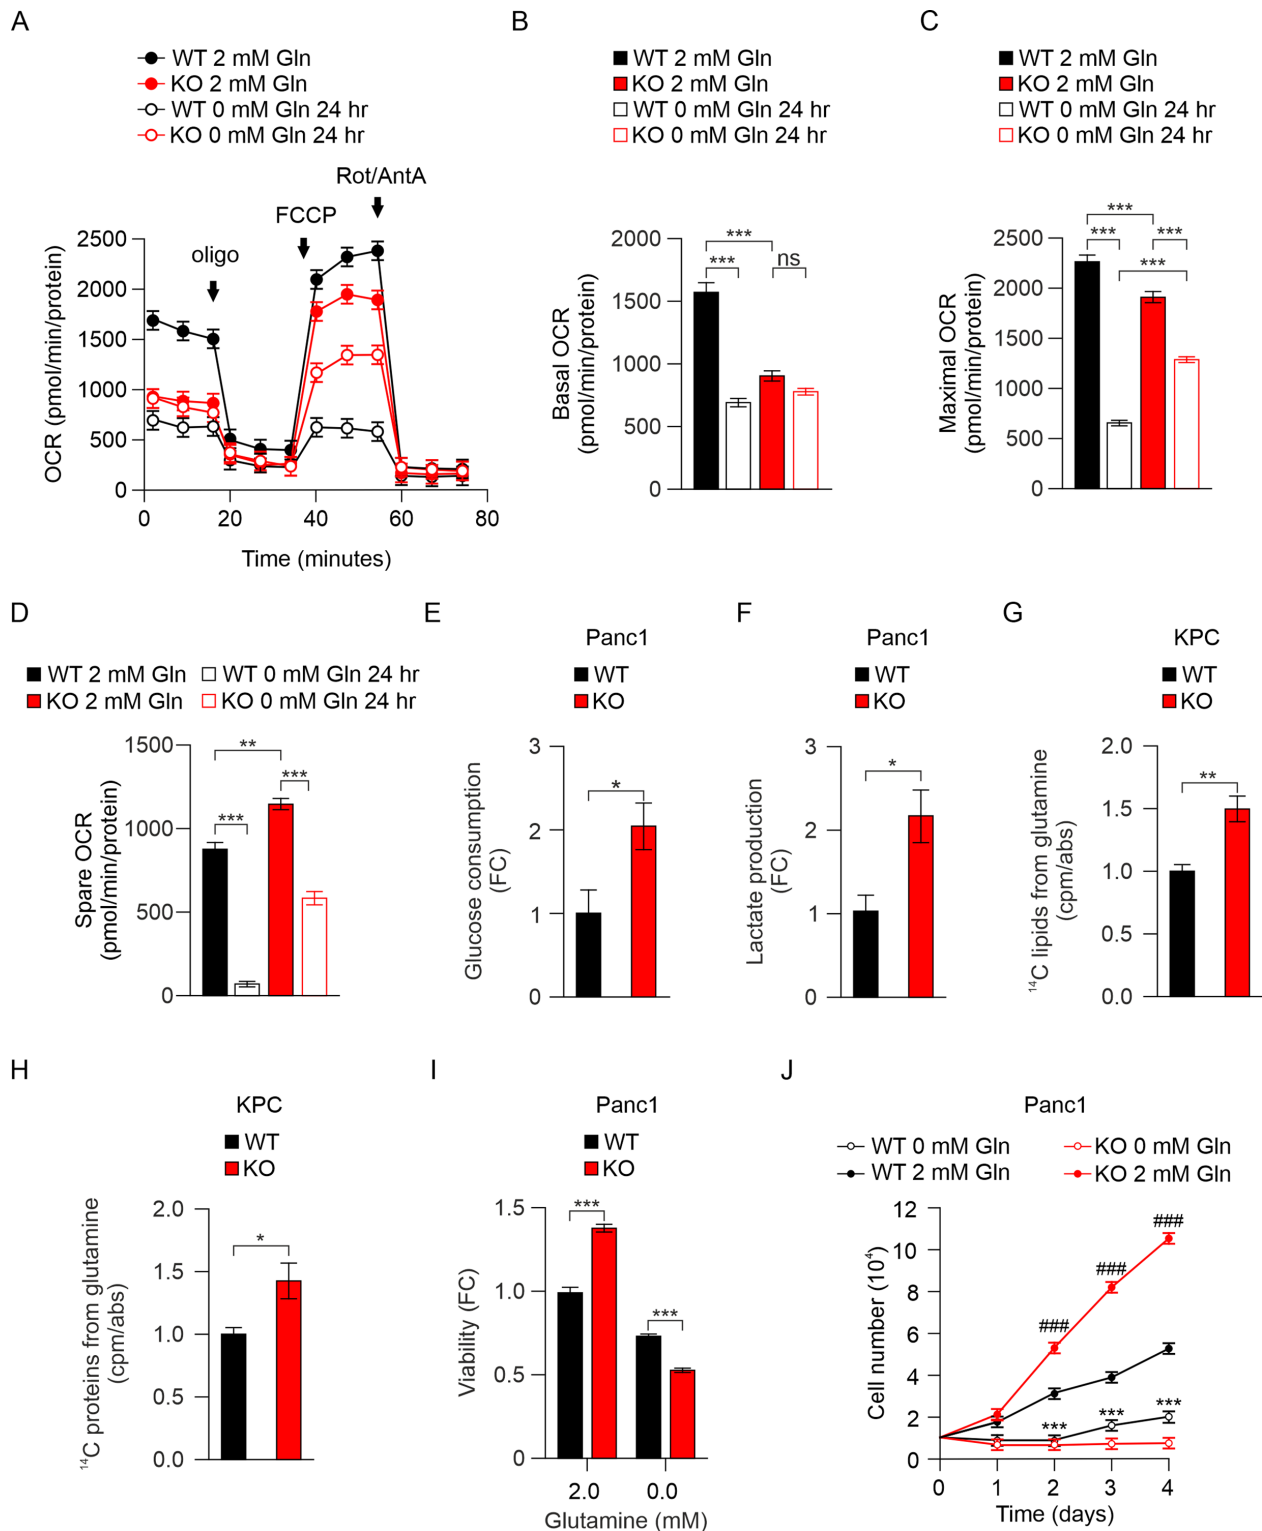 A
WT 2 mM Gln
KO 2 mM Gln
WT 0 mM Gln 24 hr
KO 0 mM Gln 24 hr
Rot/AntA
FCCP
oligo
OCR (pmol/min/protein)
2500
2000
1500
1000
500
0
0 20 40 60 80
Time (minutes)
B
WT 2 mM Gln
KO 2 mM Gln
WT 0 mM Gln 24 hr
KO 0 mM Gln 24 hr
Basal OCR
(pmol/min/protein)
2000
1500
1000
500
0
***
***
ns
C
WT 2 mM Gln
KO 2 mM Gln
WT 0 mM Gln 24 hr
KO 0 mM Gln 24 hr
Maximal OCR
(pmol/min/protein)
2500
2000
1500
1000
500
0
***
*** ***
***
D
WT 2 mM Gln WT 0 mM Gln 24 hr
KO 2 mM Gln KO 0 mM Gln 24 hr
Spare OCR
(pmol/min/protein)
1500
1000
500
0
**
***
***
E
Panc1
WT
KO
Glucose consumption
(FC)
3
2
1
0
*
F
Panc1
WT
KO
Lactate production
(FC)
3
2
1
0
*
G
KPC
WT
KO
14C lipids from glutamine
(cpm/abs)
2.0
1.5
1.0
0.5
0.0
**
H
KPC
WT
KO
14C proteins from glutamine
(cpm/abs)
2.0
1.5
1.0
0.5
0.0
*
I
Panc1
WT
KO
Viability (FC)
1.5
1.0
0.5
0
***
***
2.0 0.0
Glutamine (mM)
J
Panc1
WT 0 mM Gln KO 0 mM Gln
WT 2 mM Gln KO 2 mM Gln
Cell number (10⁴)
12
10
8
6
4
2
0
###
###
###
***
***
***
0 1 2 3 4
Time (days)